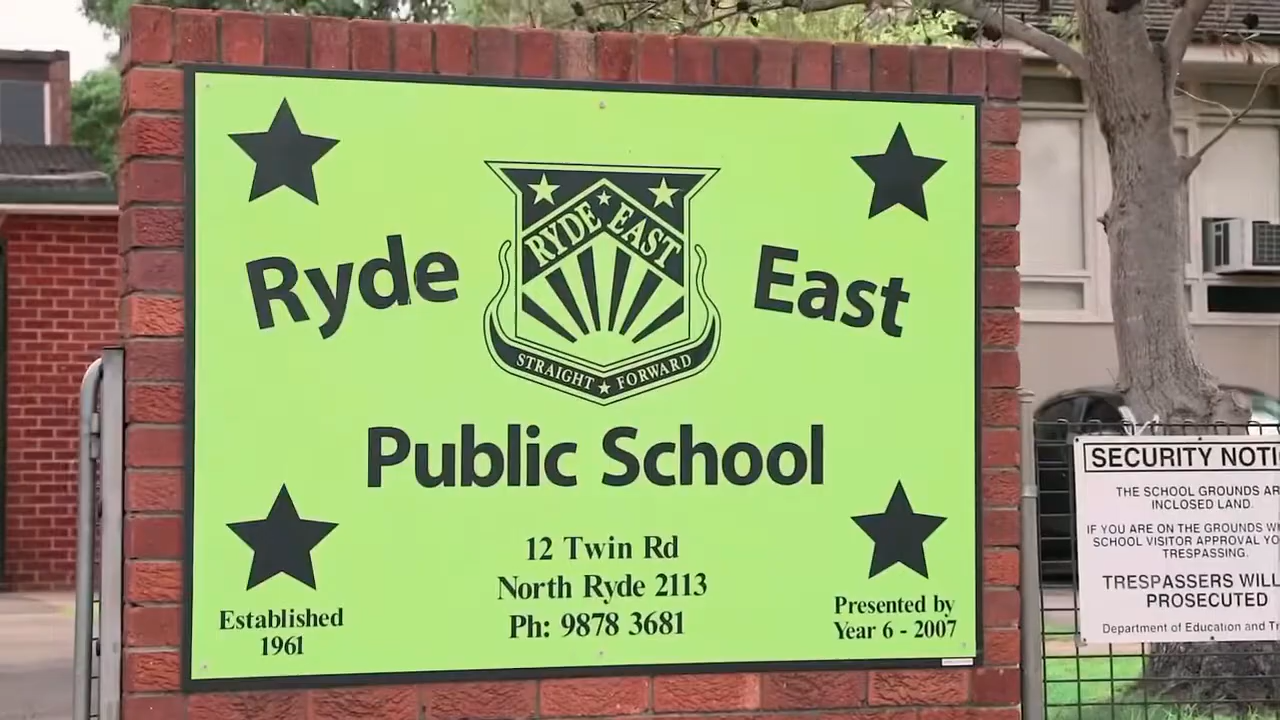 RYDE EAST
Ryde
East
STRAIGHT FORWARD
Public School
12 Twin Rd
North Ryde 2113
Ph: 9878 3681
Established
1961
Presented by
Year 6 - 2007
SECURITY NOTI
THE SCHOOL GROUNDS AR
INCLOSED LAND.
IF YOU ARE ON THE GROUNDS W
SCHOOL VISITOR APPROVAL YO
TRESPASSING.
TRESPASSERS WILL
PROSECUTED
Department of Education and Tr